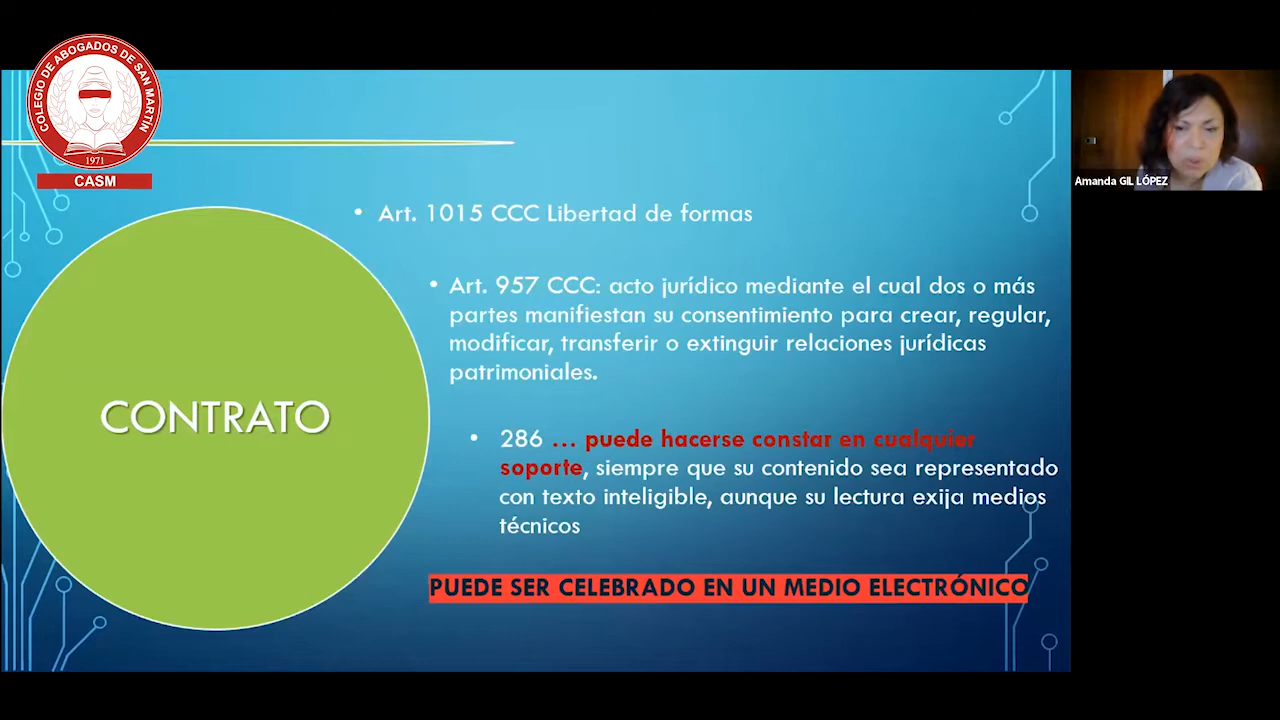 COLEGIO DE ABOGADOS DE SAN MARTÍN
1971
CASM
Amanda GIL LÓPEZ
• Art. 1015 CCC Libertad de formas
• Art. 957 CCC: acto jurídico mediante el cual dos o más
partes manifiestan su consentimiento para crear, regular,
modificar, transferir o extinguir relaciones jurídicas
patrimoniales.
CONTRATO
• 286 ... puede hacerse constar en cualquier
soporte, siempre que su contenido sea representado
con texto inteligible, aunque su lectura exija medios
técnicos
PUEDE SER CELEBRADO EN UN MEDIO ELECTRÓNICO